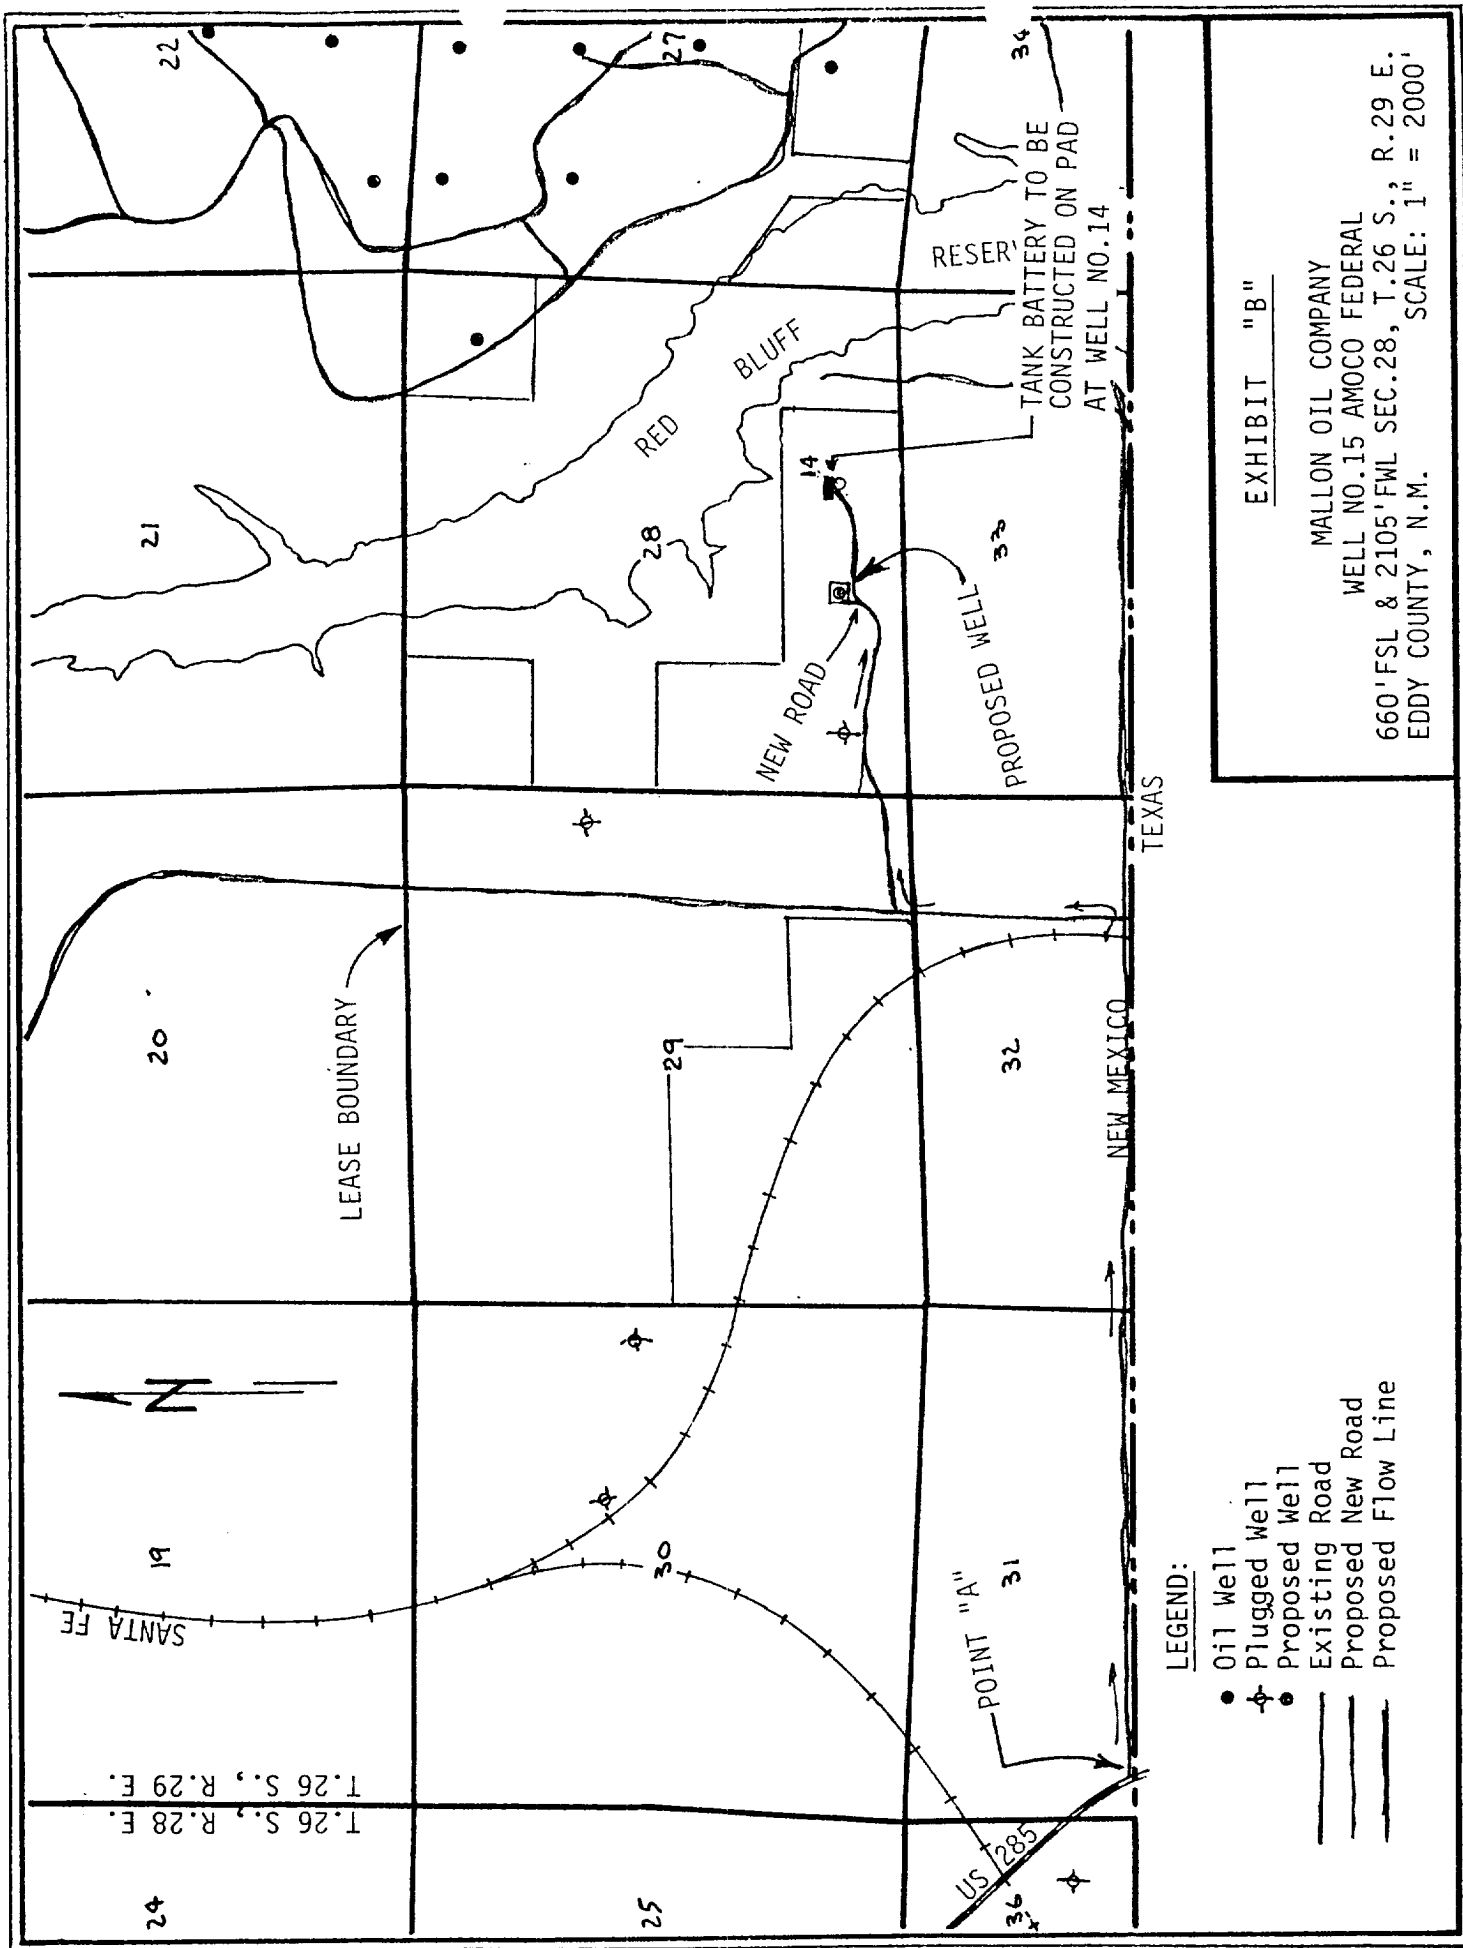 24
19
20
21
22
T.26 S., R.28 E.
T.26 S., R.29 E.
SANTA FE
N
LEASE BOUNDARY
25
30
29
28
27
RED
BLUFF
RESER
NEW ROAD
14
PROPOSED WELL
TANK BATTERY TO BE
CONSTRUCTED ON PAD
AT WELL NO.14
36
31
32
33
34
US 285
POINT "A"
NEW MEXICO
TEXAS
LEGEND:
Oil Well
Plugged Well
Proposed Well
Existing Road
Proposed New Road
Proposed Flow Line
EXHIBIT "B"
MALLON OIL COMPANY
WELL NO.15 AMOCO FEDERAL
660'FSL & 2105'FWL SEC.28, T.26 S., R.29 E.
EDDY COUNTY, N.M. SCALE: 1" = 2000'